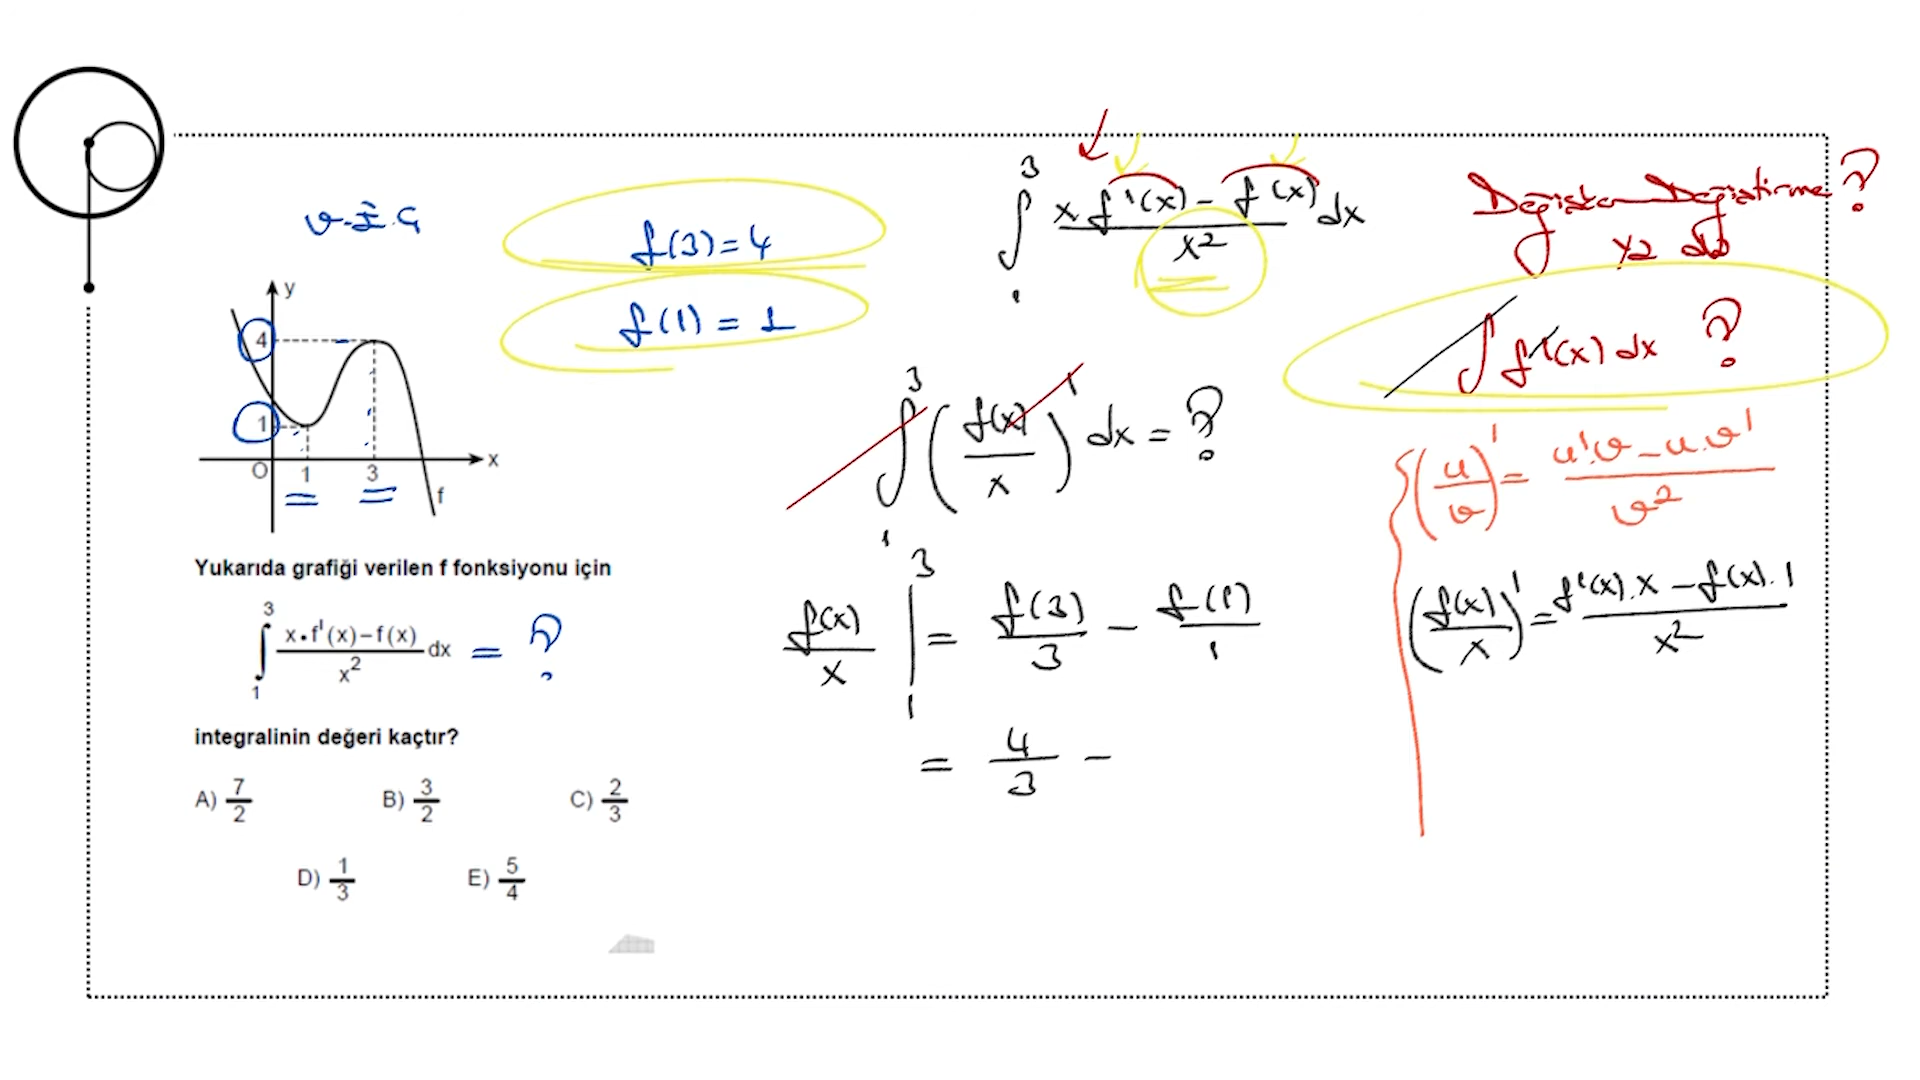 v.İ.Ç
f(3) = 4
f(1) = 1
y
4
1
O
1
3
x
f
Yukarıda grafiği verilen f fonksiyonu için
∫₁³ (x•f'(x)−f(x))/x² dx = ?
integralinin değeri kaçtır?
A) 7/2 B) 3/2 C) 2/3
D) 1/3 E) 5/4
∫₁³ (x.f'(x) − f(x))/x² dx
∫₁³ (f(x)/x)' dx = ?
f(x)/x |₁³ = f(3)/3 − f(1)/1
= 4/3 −
Değişken Değiştirme ?
∫ f'(x) dx ?
(u/v)' = (u'.v − u.v')/v²
(f(x)/x)' = (f'(x).x − f(x).1)/x²